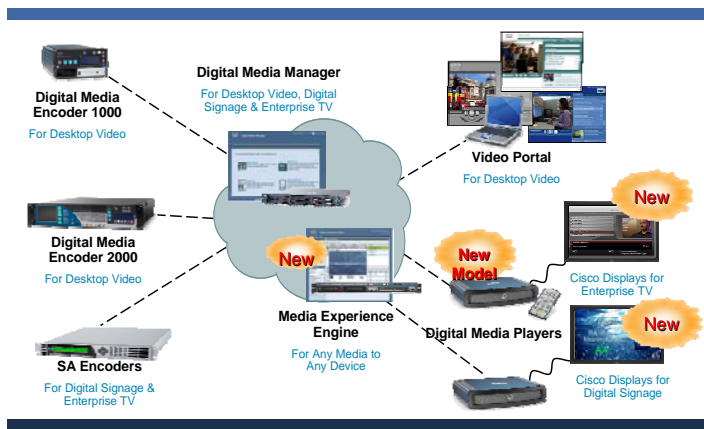 Digital Media
Encoder 1000
For Desktop Video
Digital Media Manager
For Desktop Video, Digital
Signage & Enterprise TV
Video Portal
For Desktop Video
Digital Media
Encoder 2000
For Desktop Video
New
Media Experience
Engine
For Any Media to
Any Device
New
Model
New
Cisco Displays for
Enterprise TV
Digital Media Players
New
Cisco Displays for
Digital Signage
SA Encoders
For Digital Signage &
Enterprise TV